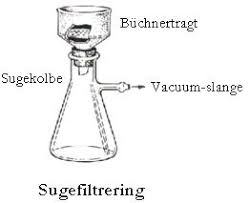 Büchnertragt
Sugekolbe
Vacuum-slange
Sugefiltrering